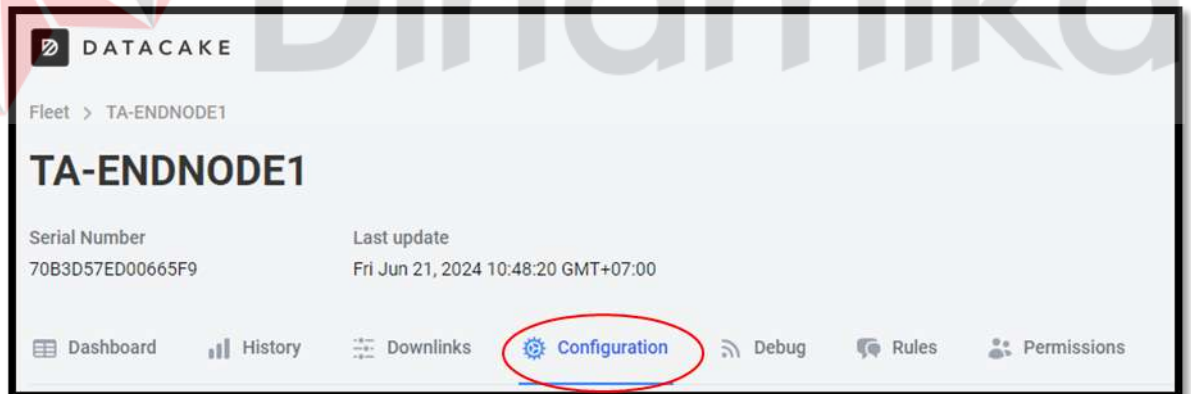 Dinamika
DATACAKE
Fleet > TA-ENDNODE1
TA-ENDNODE1
Serial Number Last update
70B3D57ED00665F9 Fri Jun 21, 2024 10:48:20 GMT+07:00
Dashboard History Downlinks Configuration Debug Rules Permissions